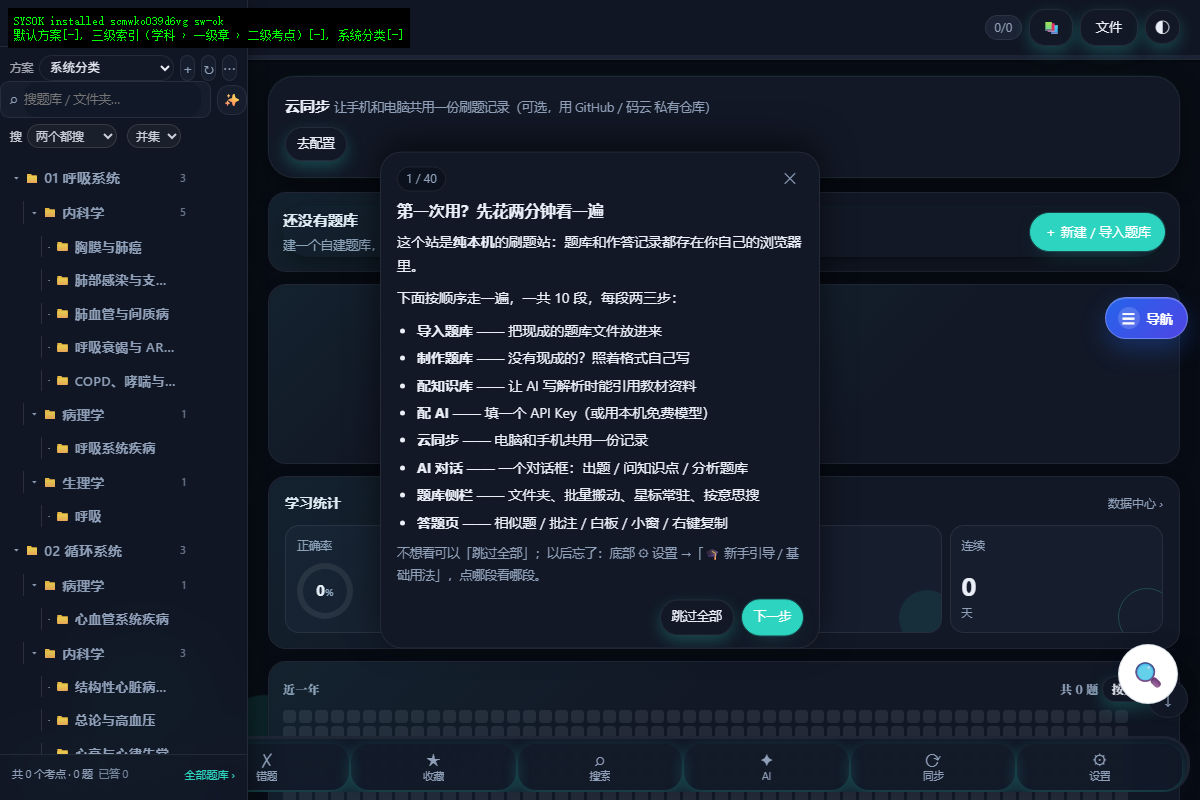 SYSOK installed scmwko039d6vg sw-ok
默认方案[-], 三级索引（学科 › 一级章 › 二级考点）[-], 系统分类[-]
0/0
文件
方案 系统分类 + ↻ ⋯
搜题库 / 文件夹...
搜 两个都搜 并集
01 呼吸系统 3
内科学 5
胸膜与肺癌
肺部感染与支...
肺血管与间质病
呼吸衰竭与 AR...
COPD、哮喘与...
病理学 1
呼吸系统疾病
生理学 1
呼吸
02 循环系统 3
病理学 1
心血管系统疾病
内科学 3
结构性心脏病...
总论与高血压
共 0 个考点 · 0 题 已答 0 全部题库 ›
云同步 让手机和电脑共用一份刷题记录（可选，用 GitHub / 码云 私有仓库）
去配置
还没有题库
建一个自建题库，
+ 新建 / 导入题库
导航
1 / 40
第一次用？先花两分钟看一遍
这个站是纯本机的刷题站：题库和作答记录都存在你自己的浏览器里。
下面按顺序走一遍，一共 10 段，每段两三步：
导入题库 —— 把现成的题库文件放进来
制作题库 —— 没有现成的？照着格式自己写
配知识库 —— 让 AI 写解析时能引用教材资料
配 AI —— 填一个 API Key（或用本机免费模型）
云同步 —— 电脑和手机共用一份记录
AI 对话 —— 一个对话框：出题 / 问知识点 / 分析题库
题库侧栏 —— 文件夹、批量搬动、星标常驻、按意思搜
答题页 —— 相似题 / 批注 / 白板 / 小窗 / 右键复制
不想看可以「跳过全部」；以后忘了：底部 ⚙ 设置 → 「🎓 新手引导 / 基础用法」，点哪段看哪段。
跳过全部 下一步
学习统计 数据中心 ›
正确率
0%
连续
0
天
近一年 共 0 题
错题
收藏
搜索
AI
同步
设置